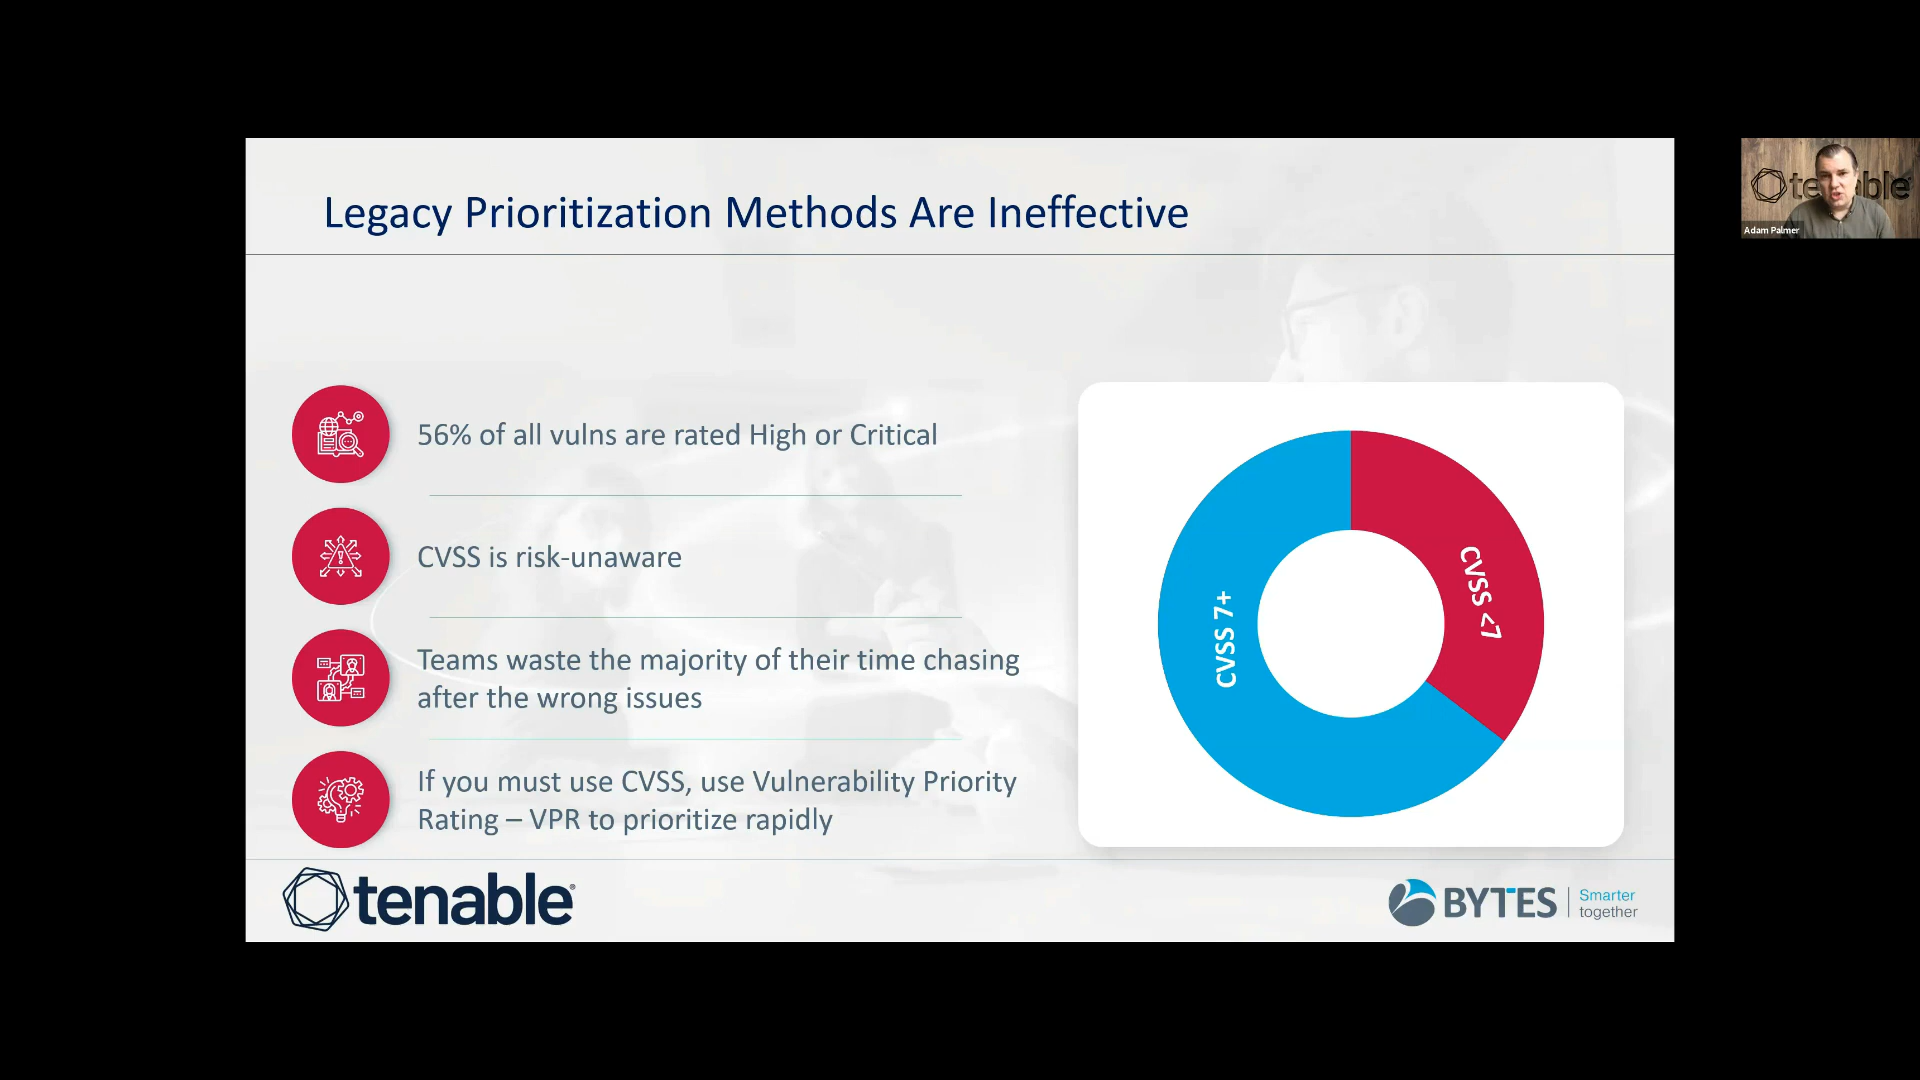 Legacy Prioritization Methods Are Ineffective
56% of all vulns are rated High or Critical
CVSS is risk-unaware
Teams waste the majority of their time chasing
after the wrong issues
If you must use CVSS, use Vulnerability Priority
Rating – VPR to prioritize rapidly
CVSS 7+
CVSS <7
tenable®
BYTES
Smarter
together
tenable
Adam Palmer